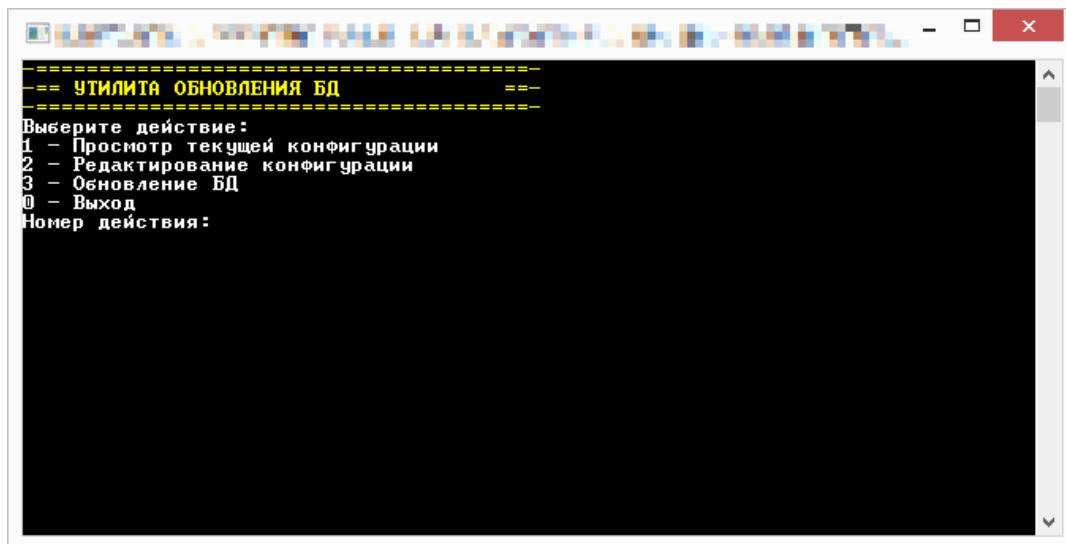 -=======================================-
-== УТИЛИТА ОБНОВЛЕНИЯ БД ==-
-=======================================-
Выберите действие:
1 - Просмотр текущей конфигурации
2 - Редактирование конфигурации
3 - Обновление БД
0 - Выход
Номер действия: